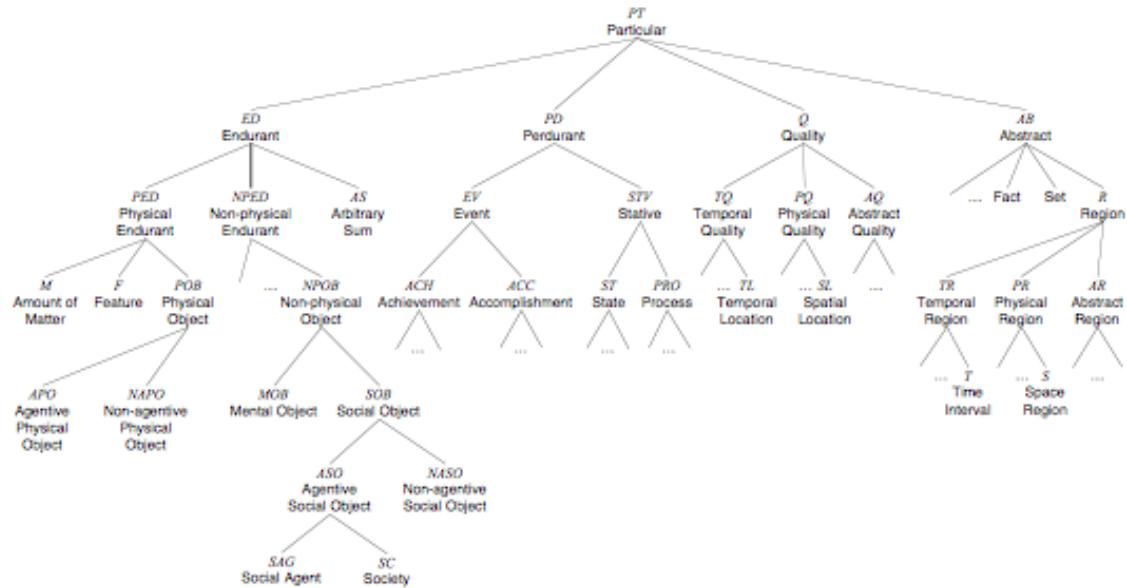 PT
Particular
ED
Endurant
PD
Perdurant
Q
Quality
AB
Abstract
PED
Physical
Endurant
NPED
Non-physical
Endurant
AS
Arbitrary
Sum
EV
Event
STV
Stative
TQ
Temporal
Quality
PQ
Physical
Quality
AQ
Abstract
Quality
...
Fact
Set
R
Region
M
Amount of
Matter
F
Feature
POB
Physical
Object
...
NPOB
Non-physical
Object
ACH
Achievement
ACC
Accomplishment
ST
State
PRO
Process
... TL
Temporal
Location
... SL
Spatial
Location
...
TR
Temporal
Region
PR
Physical
Region
AR
Abstract
Region
...
...
...
...
APO
Agentive
Physical
Object
NAPO
Non-agentive
Physical
Object
MOB
Mental Object
SOB
Social Object
... T
Time
Interval
... S
Space
Region
...
ASO
Agentive
Social Object
NASO
Non-agentive
Social Object
SAG
Social Agent
SC
Society